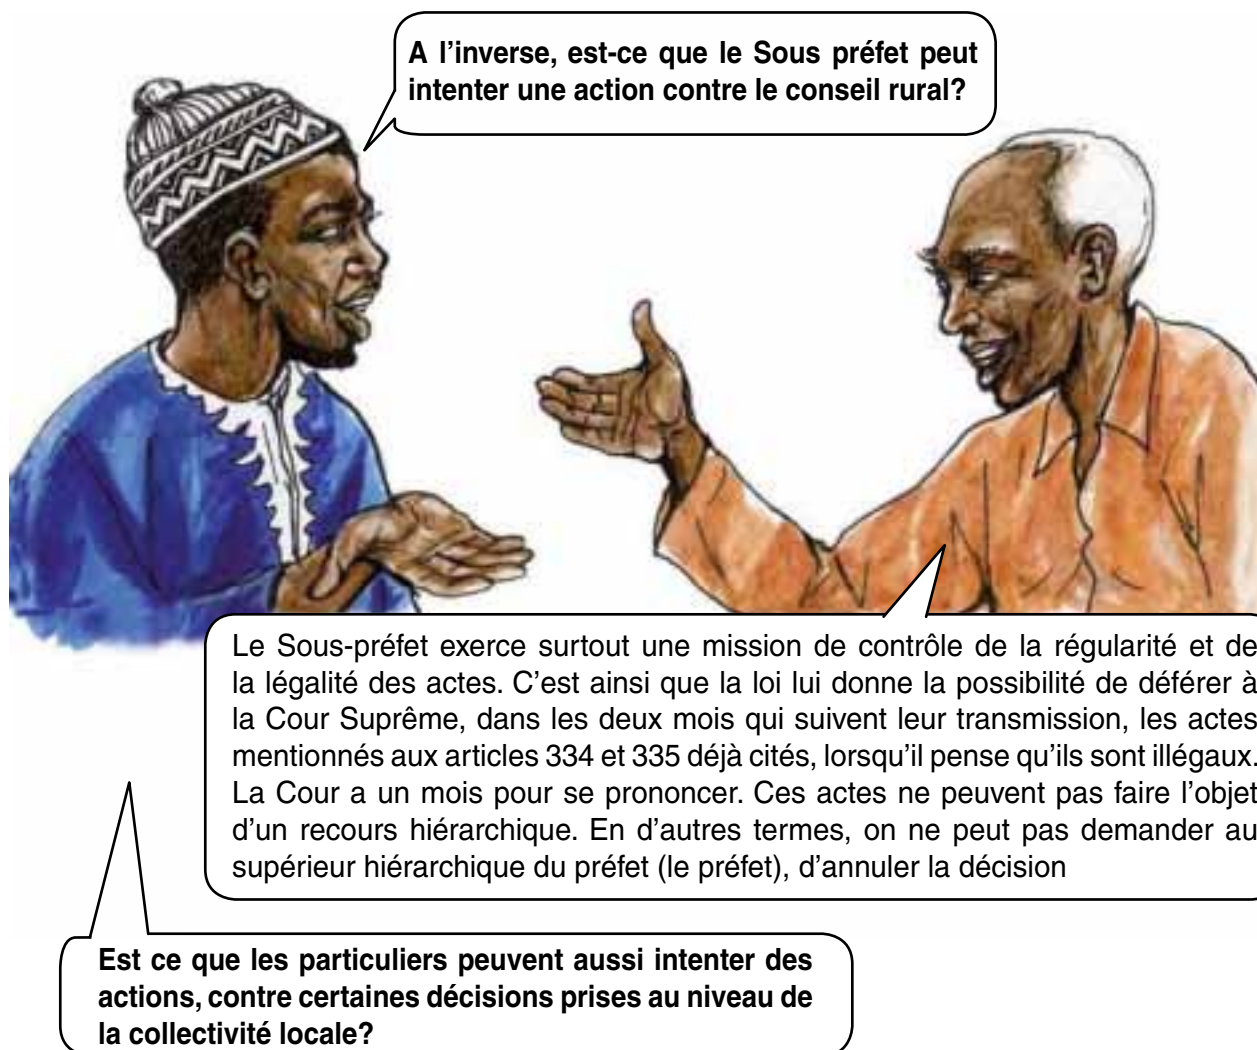 A l'inverse, est-ce que le Sous préfet peut
intenter une action contre le conseil rural?
Le Sous-préfet exerce surtout une mission de contrôle de la régularité et de
la légalité des actes. C'est ainsi que la loi lui donne la possibilité de déférer à
la Cour Suprême, dans les deux mois qui suivent leur transmission, les actes
mentionnés aux articles 334 et 335 déjà cités, lorsqu'il pense qu'ils sont illégaux.
La Cour a un mois pour se prononcer. Ces actes ne peuvent pas faire l'objet
d'un recours hiérarchique. En d'autres termes, on ne peut pas demander au
supérieur hiérarchique du préfet (le préfet), d'annuler la décision
Est ce que les particuliers peuvent aussi intenter des
actions, contre certaines décisions prises au niveau de
la collectivité locale?